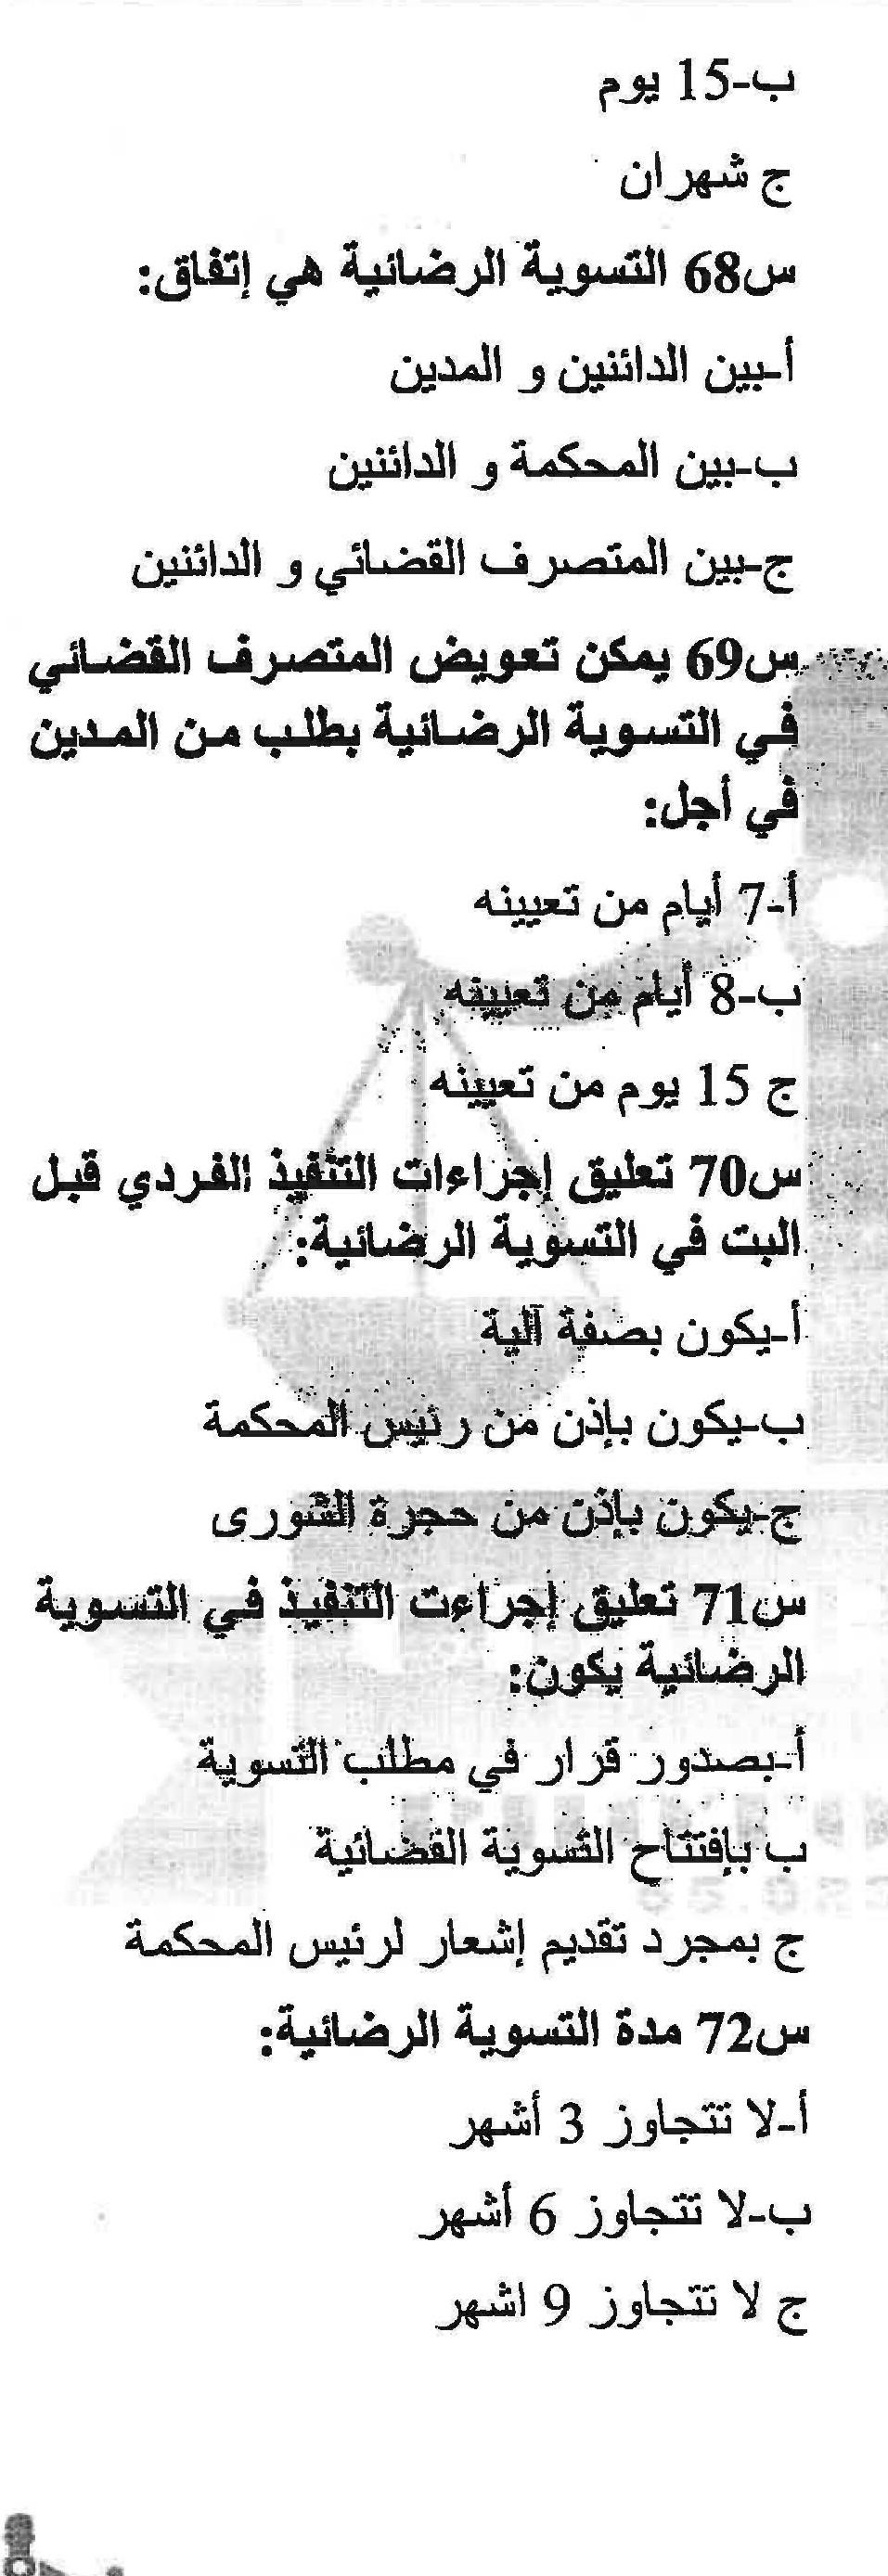 ب-15 يوم
ج شهران
س68 التسوية الرضائية هي إتفاق:
أ-بين الدائنين و المدين
ب-بين المحكمة و الدائنين
ج-بين المتصرف القضائي و الدائنين
س69 يمكن تعويض المتصرف القضائي
في التسوية الرضائية بطلب من المدين
في أجل:
أ-7 أيام من تعيينه
ب-8 أيام من تعيينه
ج 15 يوم من تعيينه
س70 تعليق إجراءات التنفيذ الفردي قبل
البت في التسوية الرضائية:
أ-يكون بصفة آلية
ب-يكون بإذن من رئيس المحكمة
ج-يكون بإذن من حجرة الشورى
س71 تعليق إجراءت التنفيذ في التسوية
الرضائية يكون:
أ-بصدور قرار في مطلب التسوية
ب بإفتتاح التسوية القضائية
ج بمجرد تقديم إشعار لرئيس المحكمة
س72 مدة التسوية الرضائية:
أ-لا تتجاوز 3 أشهر
ب-لا تتجاوز 6 أشهر
ج لا تتجاوز 9 اشهر